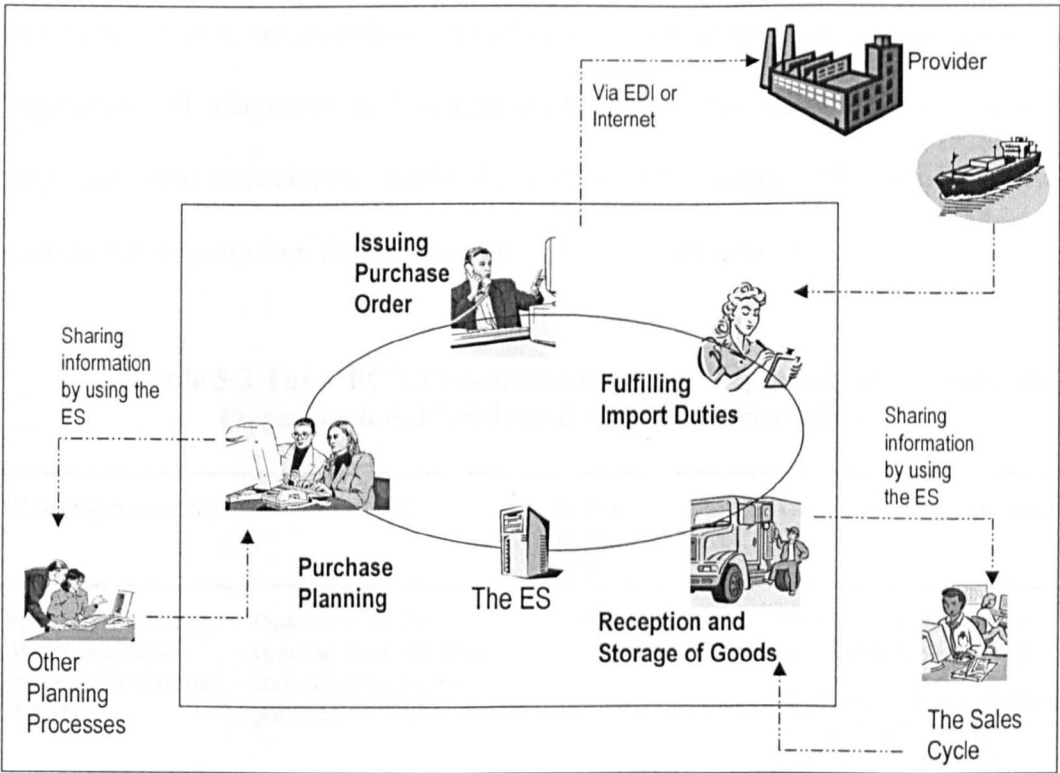 Provider
Via EDI or
Internet
Issuing
Purchase
Order
Sharing
information
by using the
ES
Fulfilling
Import Duties
Sharing
information
by using
the ES
Purchase
Planning
The ES
Reception and
Storage of Goods
Other
Planning
Processes
The Sales
Cycle